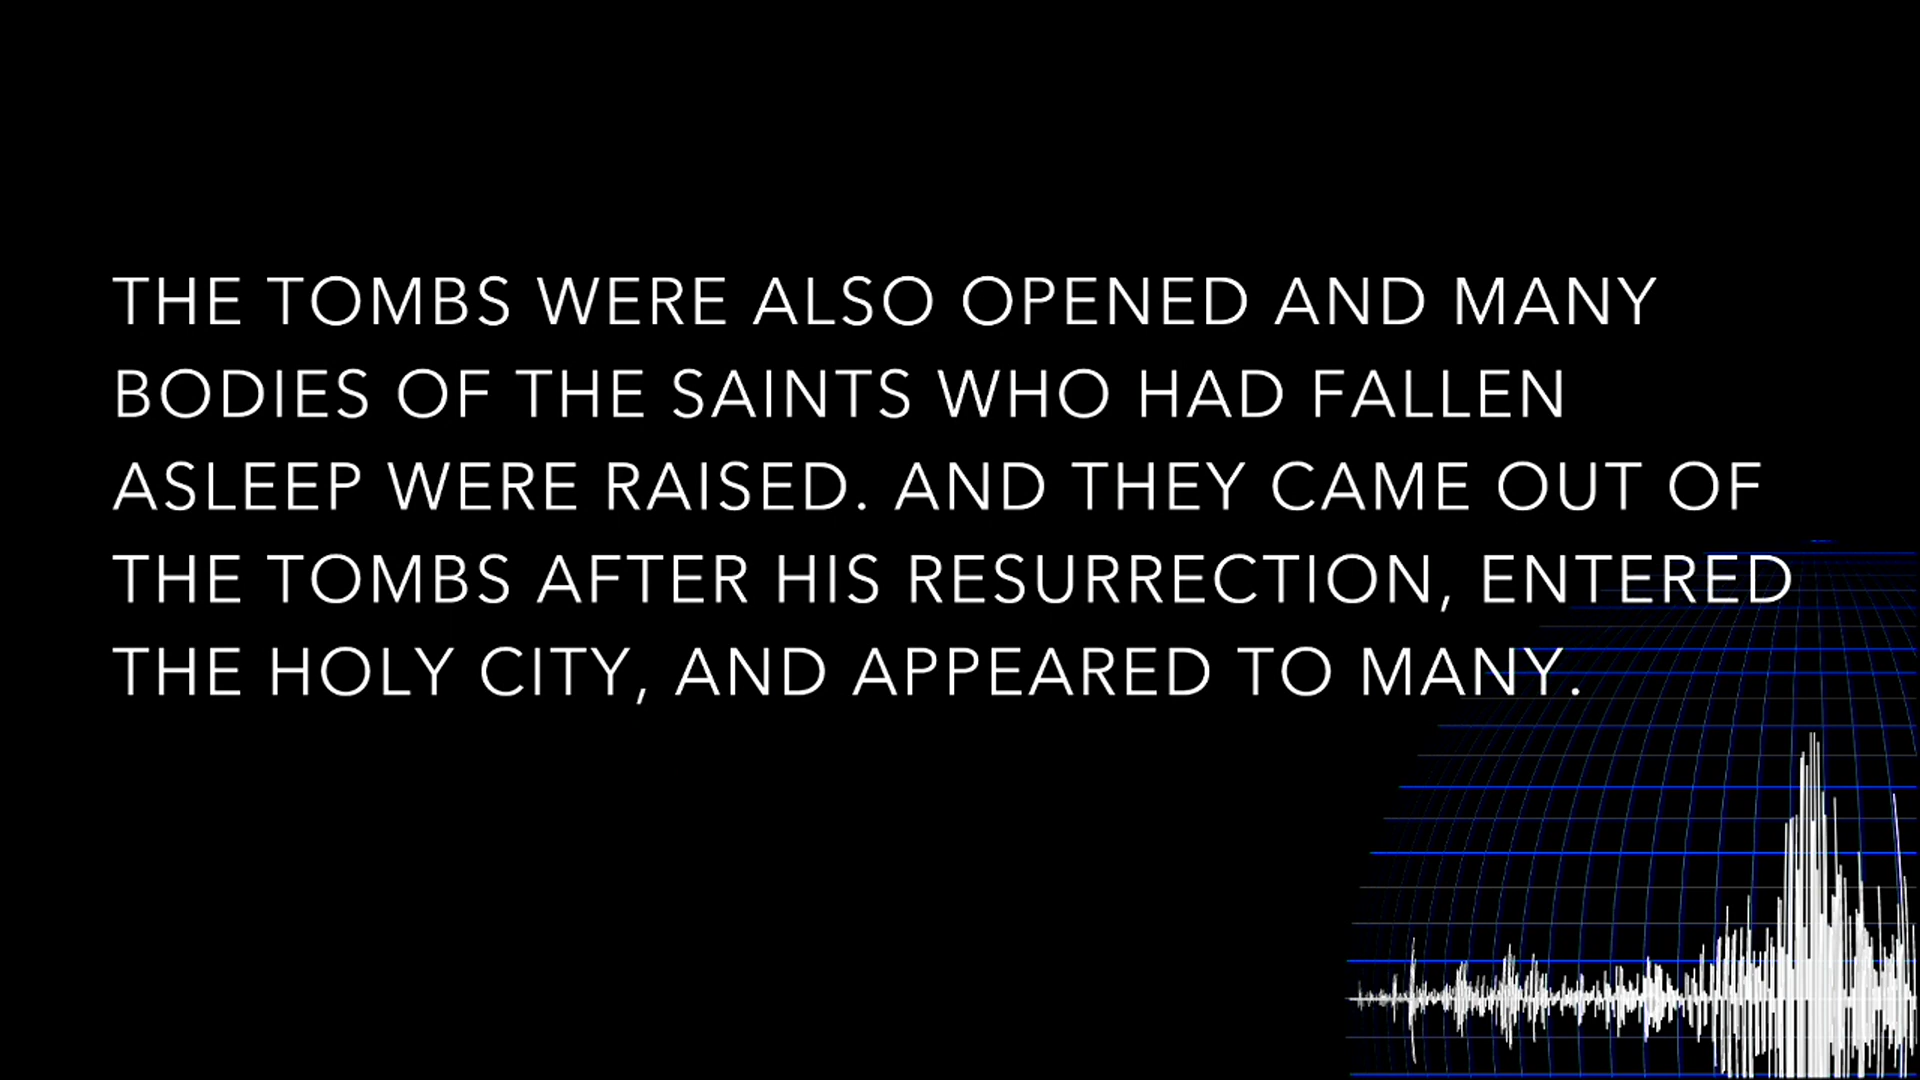 THE TOMBS WERE ALSO OPENED AND MANY
BODIES OF THE SAINTS WHO HAD FALLEN
ASLEEP WERE RAISED. AND THEY CAME OUT OF
THE TOMBS AFTER HIS RESURRECTION, ENTERED
THE HOLY CITY, AND APPEARED TO MANY.